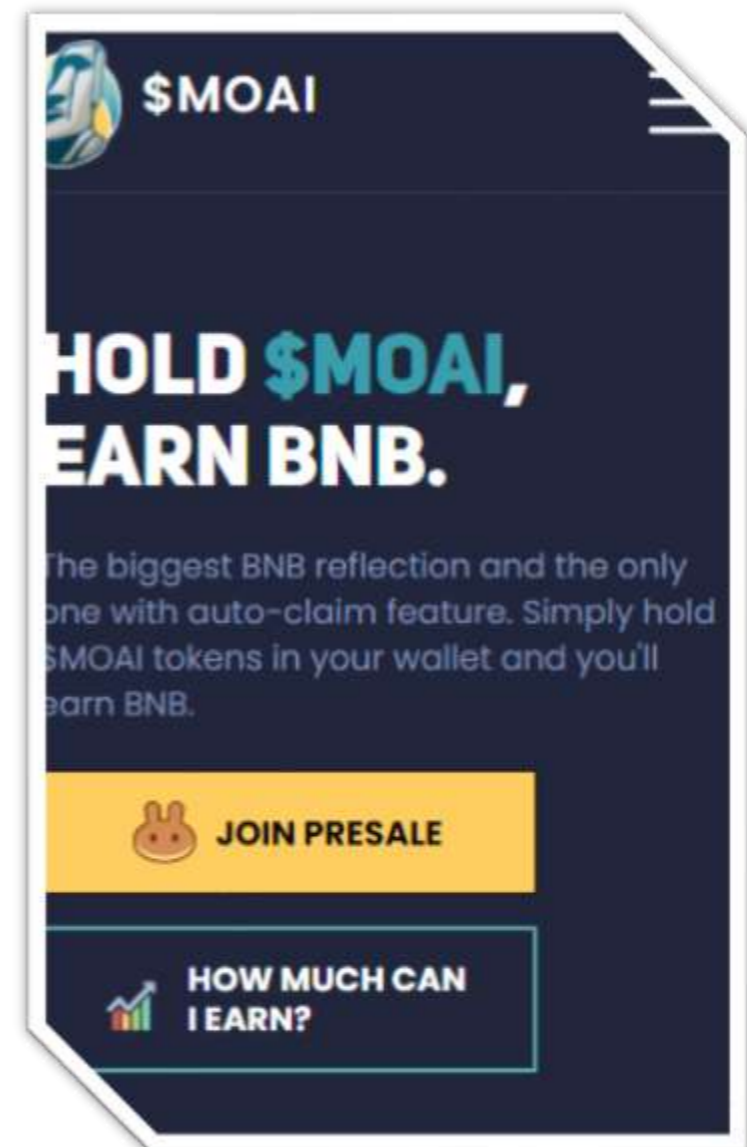 $MOAI
HOLD $MOAI,
EARN BNB.
The biggest BNB reflection and the only
one with auto-claim feature. Simply hold
$MOAI tokens in your wallet and you'll
earn BNB.
JOIN PRESALE
HOW MUCH CAN
I EARN?